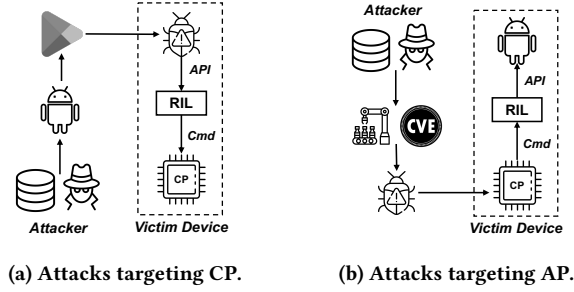 API
RIL
Cmd
CP
Attacker
Victim Device
(a) Attacks targeting CP.
Attacker
CVE
API
RIL
Cmd
CP
Victim Device
(b) Attacks targeting AP.